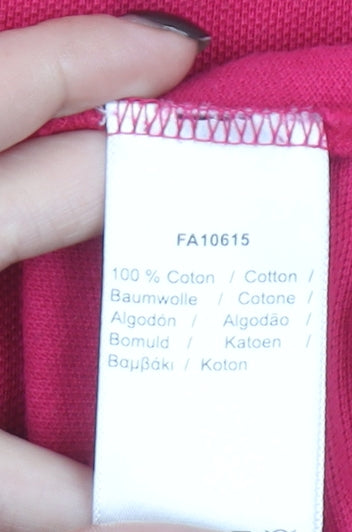 FA10615
100 % Coton / Cotton /
Baumwolle / Cotone /
Algodón / Algodão /
Bomuld / Katoen /
Βαμβάκι / Koton